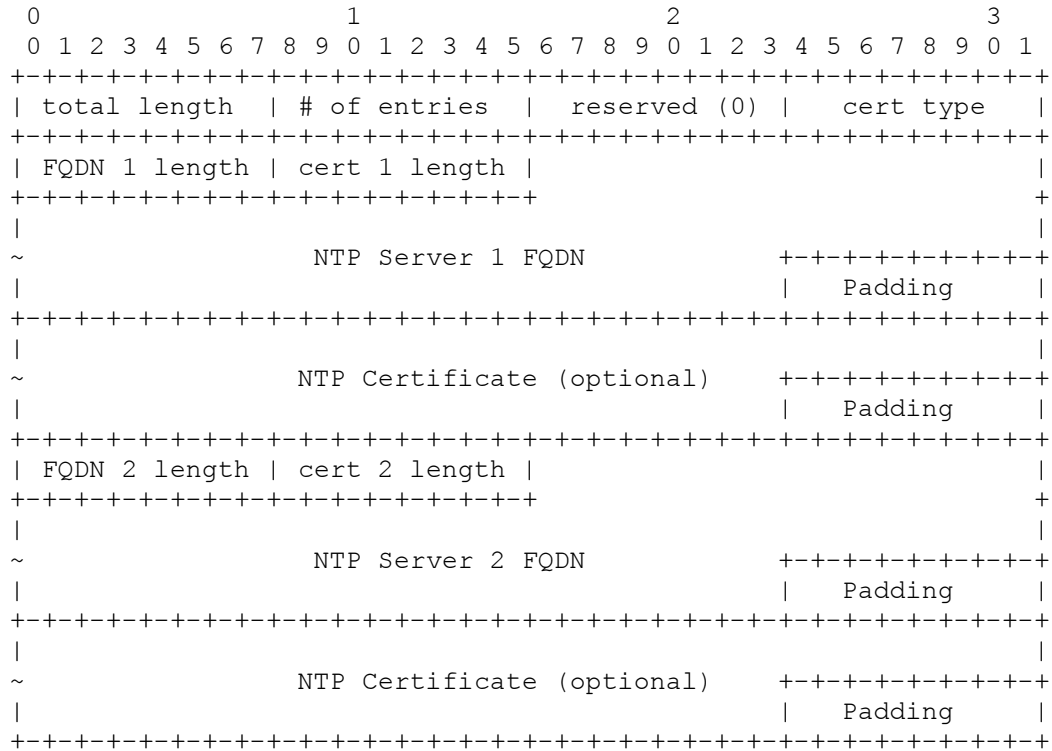 0                   1                   2                   3
0 1 2 3 4 5 6 7 8 9 0 1 2 3 4 5 6 7 8 9 0 1 2 3 4 5 6 7 8 9 0 1
+-+-+-+-+-+-+-+-+-+-+-+-+-+-+-+-+-+-+-+-+-+-+-+-+-+-+-+-+-+-+-+-+
| total length  | # of entries  |  reserved (0) |   cert type   |
+-+-+-+-+-+-+-+-+-+-+-+-+-+-+-+-+-+-+-+-+-+-+-+-+-+-+-+-+-+-+-+-+
| FQDN 1 length | cert 1 length |                               |
+-+-+-+-+-+-+-+-+-+-+-+-+-+-+-+-+                               +
|                                                               |
~                  NTP Server 1 FQDN            +-+-+-+-+-+-+-+-+
|                                               |   Padding     |
+-+-+-+-+-+-+-+-+-+-+-+-+-+-+-+-+-+-+-+-+-+-+-+-+-+-+-+-+-+-+-+-+
|                                                               |
~                 NTP Certificate (optional)    +-+-+-+-+-+-+-+-+
|                                               |   Padding     |
+-+-+-+-+-+-+-+-+-+-+-+-+-+-+-+-+-+-+-+-+-+-+-+-+-+-+-+-+-+-+-+-+
| FQDN 2 length | cert 2 length |                               |
+-+-+-+-+-+-+-+-+-+-+-+-+-+-+-+-+                               +
|                                                               |
~                  NTP Server 2 FQDN            +-+-+-+-+-+-+-+-+
|                                               |   Padding     |
+-+-+-+-+-+-+-+-+-+-+-+-+-+-+-+-+-+-+-+-+-+-+-+-+-+-+-+-+-+-+-+-+
|                                                               |
~                 NTP Certificate (optional)    +-+-+-+-+-+-+-+-+
|                                               |   Padding     |
+-+-+-+-+-+-+-+-+-+-+-+-+-+-+-+-+-+-+-+-+-+-+-+-+-+-+-+-+-+-+-+-+